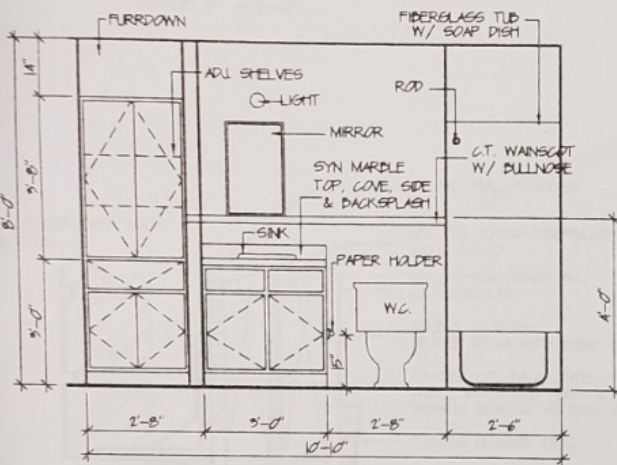 FURRDOWN
FIBERGLASS TUB
W/ SOAP DISH
14"
ADJ. SHELVES
LIGHT
ROD
MIRROR
C.T. WAINSCOT
W/ BULLNOSE
3'-8"
8'-0"
SYN MARBLE
TOP, COVE, SIDE
& BACKSPLASH
SINK
PAPER HOLDER
W.C.
3'-0"
15"
4'-0"
2'-8"
3'-0"
2'-8"
2'-6"
10'-10"